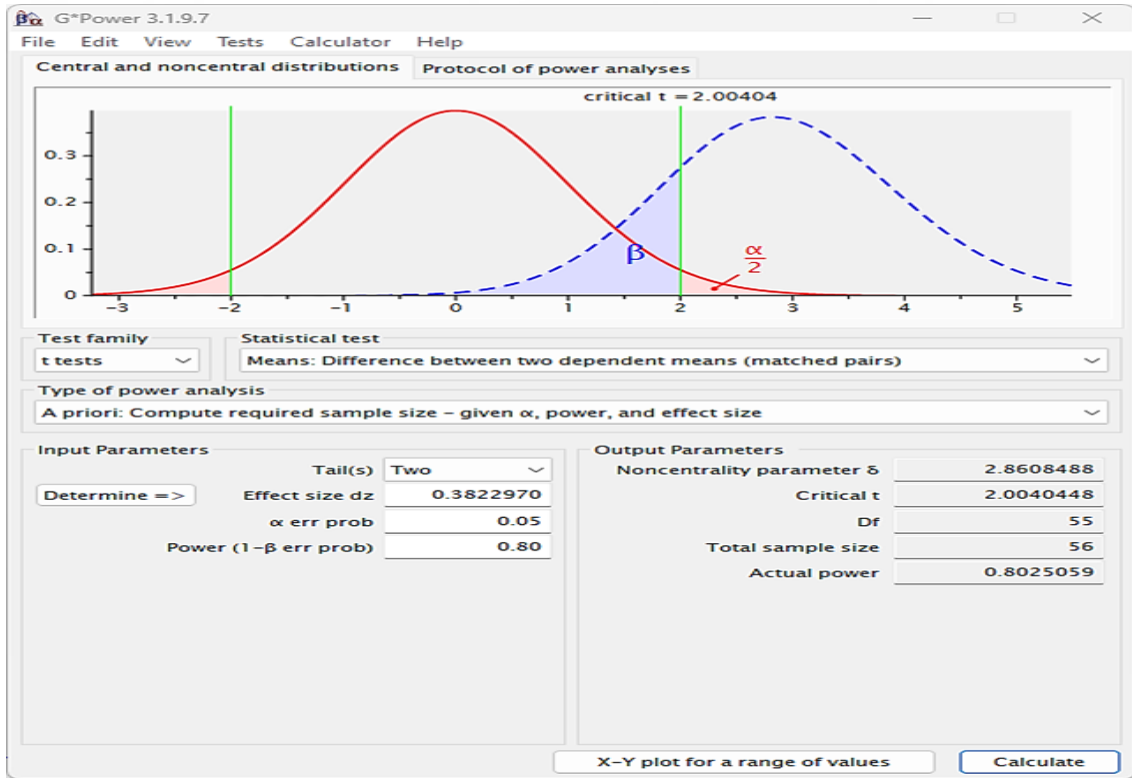 G*Power 3.1.9.7
File Edit View Tests Calculator Help
Central and noncentral distributions Protocol of power analyses
critical t = 2.00404
0.3
0.2
0.1
0
β
α
2
-3 -2 -1 0 1 2 3 4 5
Test family
Statistical test
t tests
Means: Difference between two dependent means (matched pairs)
Type of power analysis
A priori: Compute required sample size – given α, power, and effect size
Input Parameters
Tail(s) Two
Determine => Effect size dz 0.3822970
α err prob 0.05
Power (1-β err prob) 0.80
Output Parameters
Noncentrality parameter δ 2.8608488
Critical t 2.0040448
Df 55
Total sample size 56
Actual power 0.8025059
X-Y plot for a range of values
Calculate